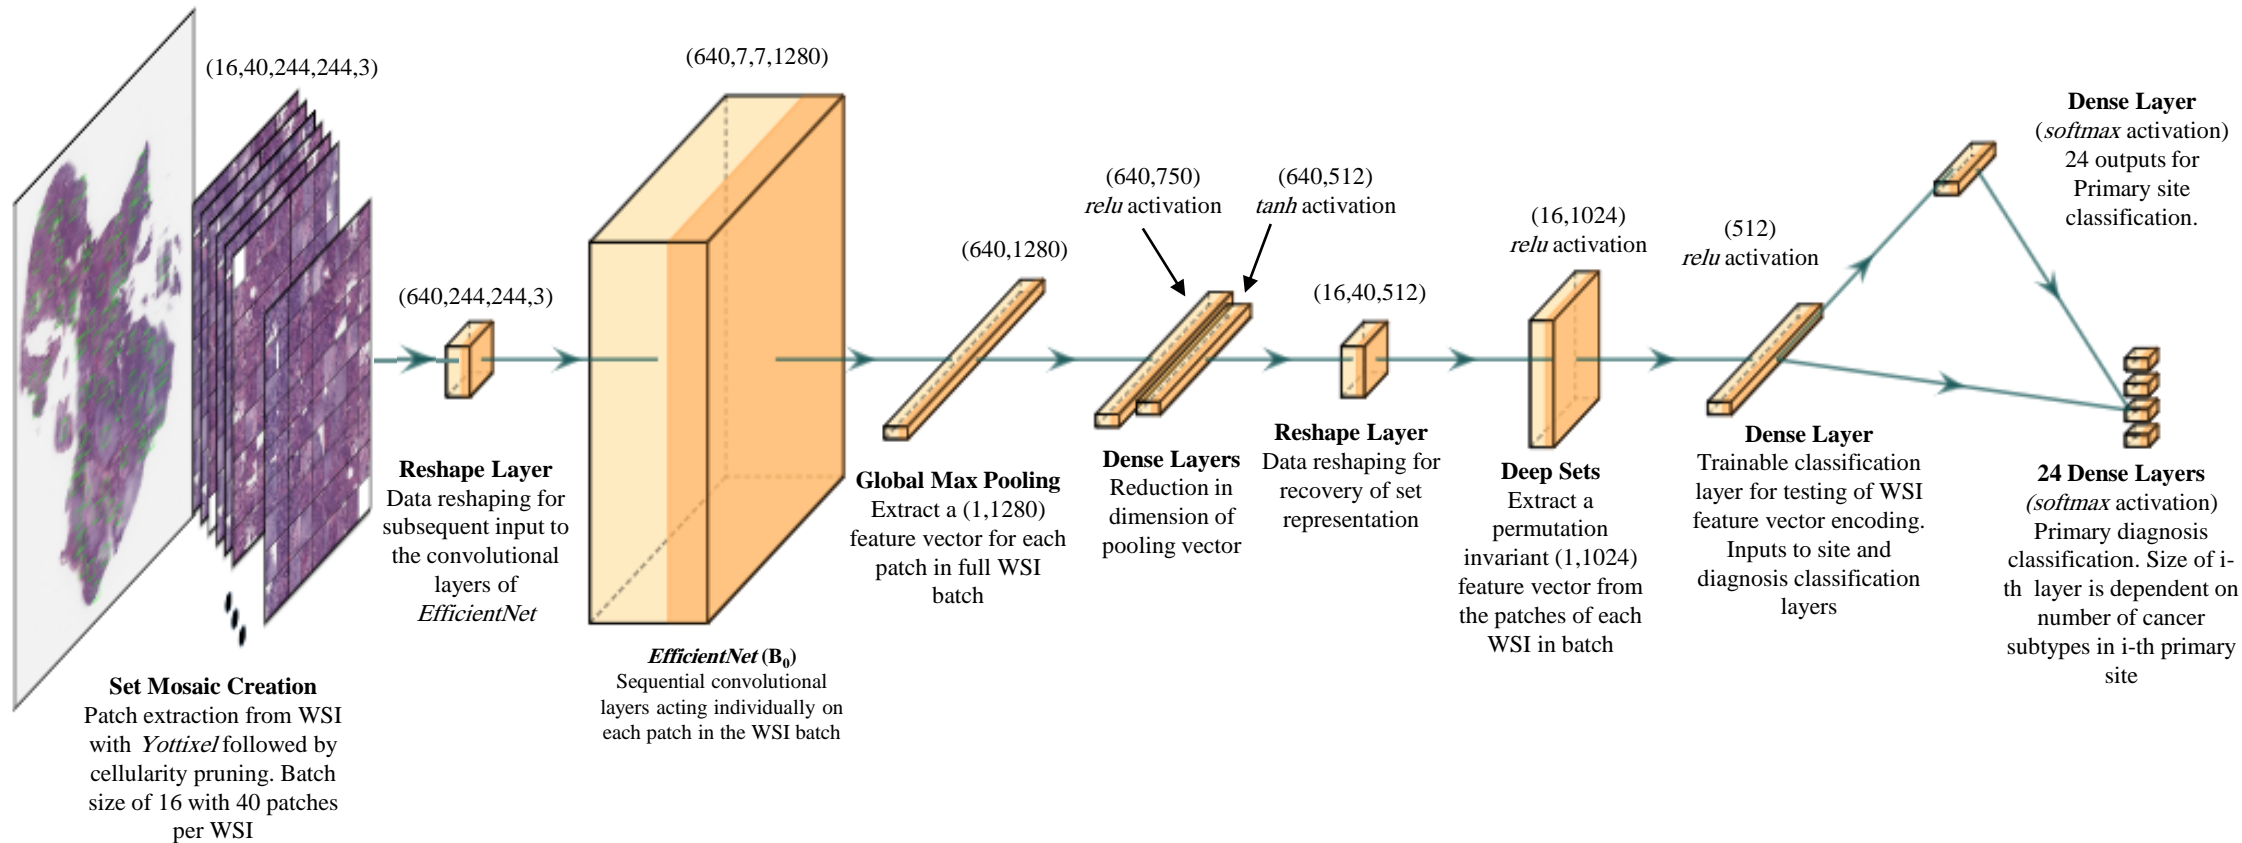 (16,40,244,244,3)
Set Mosaic Creation
Patch extraction from WSI
with Yottixel followed by
cellularity pruning. Batch
size of 16 with 40 patches
per WSI
(640,244,244,3)
Reshape Layer
Data reshaping for
subsequent input to
the convolutional
layers of
EfficientNet
(640,7,7,1280)
EfficientNet (B0)
Sequential convolutional
layers acting individually on
each patch in the WSI batch
(640,1280)
Global Max Pooling
Extract a (1,1280)
feature vector for each
patch in full WSI
batch
(640,750)
relu activation
(640,512)
tanh activation
Dense Layers
Reduction in
dimension of
pooling vector
(16,40,512)
Reshape Layer
Data reshaping for
recovery of set
representation
(16,1024)
relu activation
Deep Sets
Extract a
permutation
invariant (1,1024)
feature vector from
the patches of each
WSI in batch
(512)
relu activation
Dense Layer
Trainable classification
layer for testing of WSI
feature vector encoding.
Inputs to site and
diagnosis classification
layers
Dense Layer
(softmax activation)
24 outputs for
Primary site
classification.
24 Dense Layers
(softmax activation)
Primary diagnosis
classification. Size of i-
th layer is dependent on
number of cancer
subtypes in i-th primary
site